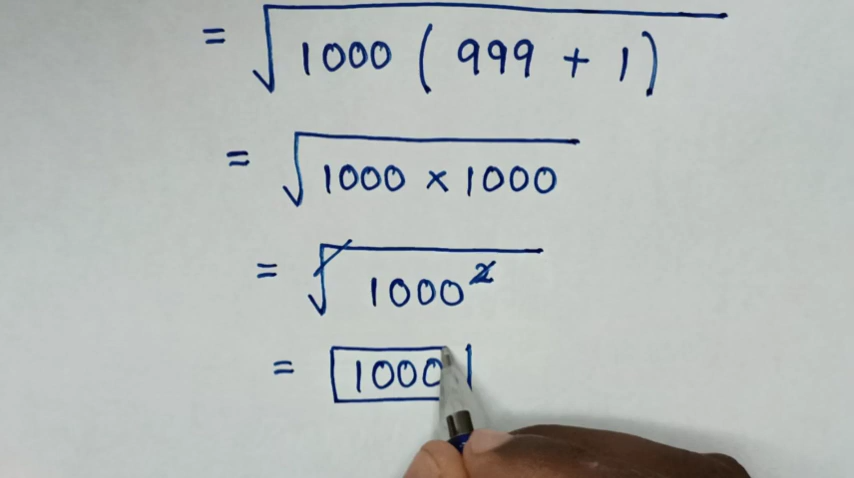 = √1000 ( 999 + 1 )
= √1000 × 1000
= √1000²
= 1000